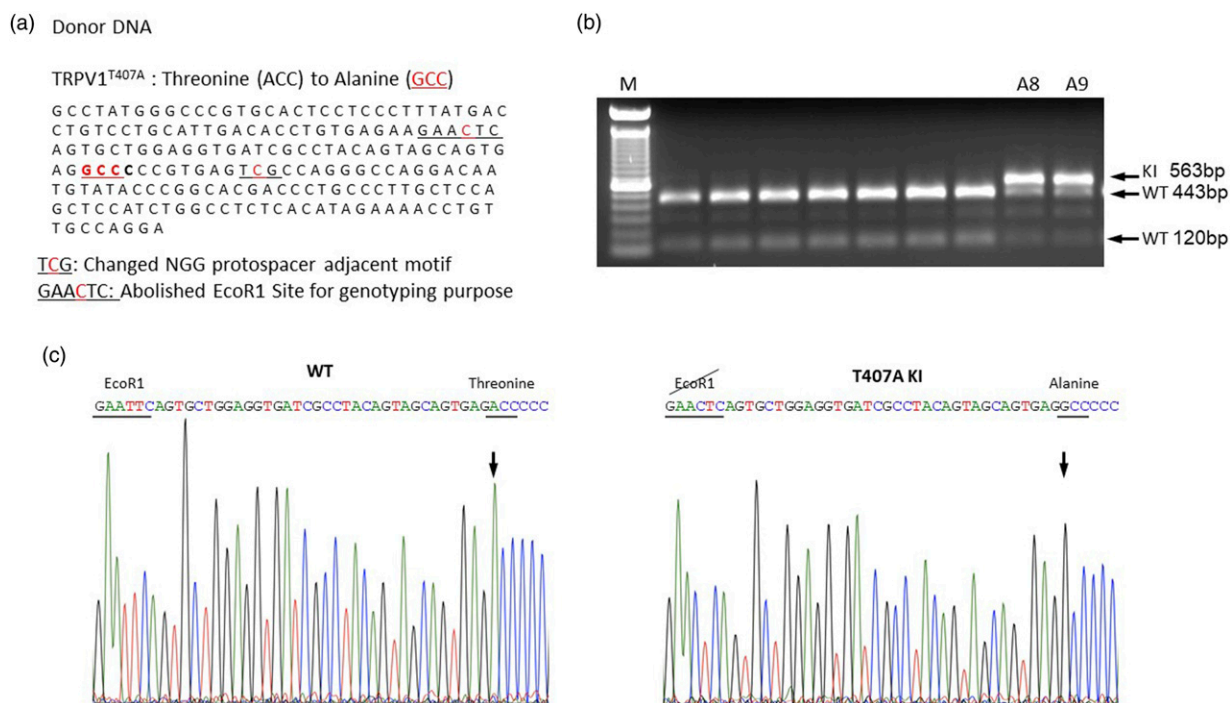 (a) Donor DNA
TRPV1T407A : Threonine (ACC) to Alanine (GCC)
GCCTATGGGCCCGTGCACTCCTCCCTTTATGAC
CTGTCCTGCATTGACACCTGTGAGAAGAACTC
AGTGCTGGAGGTGATCGCCTACAGTAGCAGTG
AGGCCCCCGTGAGTCGCCAGGGCCAGGACAA
TGTATACCCGGCACGACCCTGCCCTTGCTCCA
GCTCCATCTGGCCTCTCACATAGAAAACCTGT
TGCCAGGA
TCG: Changed NGG protospacer adjacent motif
GAACTC: Abolished EcoR1 Site for genotyping purpose
(b)
M A8 A9
KI 563bp
WT 443bp
WT 120bp
(c)
WT
EcoR1 Threonine
GAATTCAGTGCTGGAGGTGATCGCCTACAGTAGCAGTGAGACCCCC
T407A KI
EcoR1 Alanine
GAACTCAGTGCTGGAGGTGATCGCCTACAGTAGCAGTGAGGCCCCC